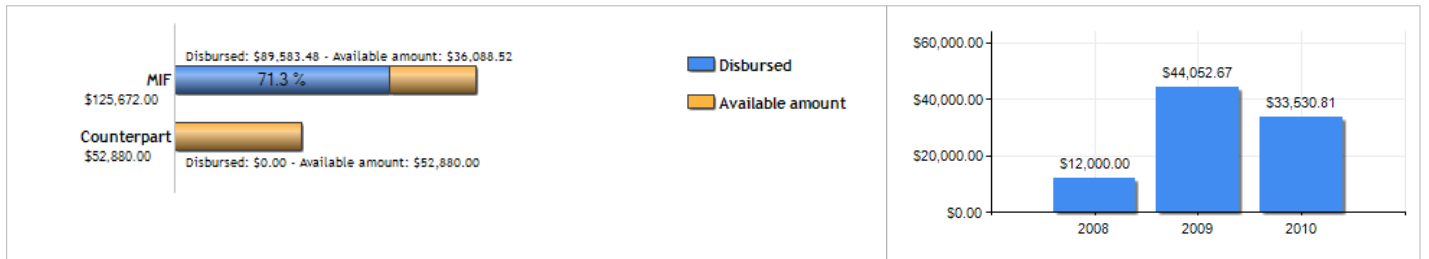 Disbursed: $89,583.48 - Available amount: $36,088.52
MIF
71.3 %
$125,672.00
Counterpart
$52,880.00
Disbursed: $0.00 - Available amount: $52,880.00
Disbursed
Available amount
$60,000.00
$40,000.00
$20,000.00
$0.00
$12,000.00
$44,052.67
$33,530.81
2008 2009 2010